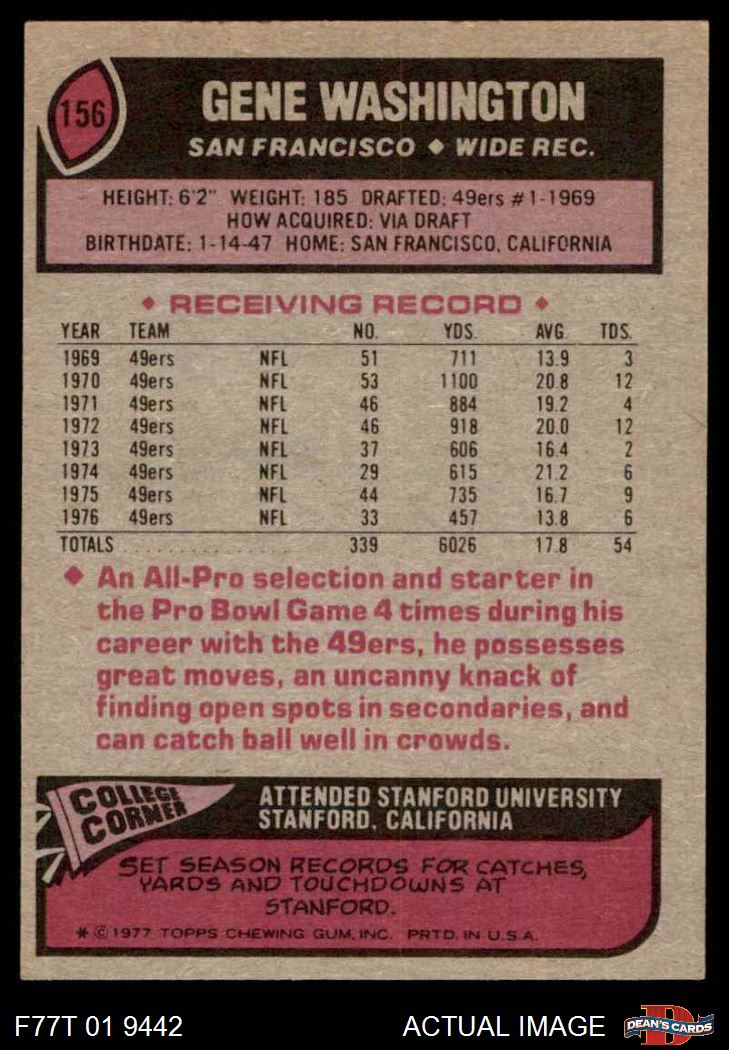 156
GENE WASHINGTON
SAN FRANCISCO ♦ WIDE REC.
HEIGHT: 6'2" WEIGHT: 185 DRAFTED: 49ers #1-1969
HOW ACQUIRED: VIA DRAFT
BIRTHDATE: 1-14-47 HOME: SAN FRANCISCO, CALIFORNIA
♦ RECEIVING RECORD ♦
YEAR TEAM NO. YDS. AVG. TDS.
1969 49ers NFL 51 711 13.9 3
1970 49ers NFL 53 1100 20.8 12
1971 49ers NFL 46 884 19.2 4
1972 49ers NFL 46 918 20.0 12
1973 49ers NFL 37 606 16.4 2
1974 49ers NFL 29 615 21.2 6
1975 49ers NFL 44 735 16.7 9
1976 49ers NFL 33 457 13.8 6
TOTALS ................ 339 6026 17.8 54
♦ An All-Pro selection and starter in
the Pro Bowl Game 4 times during his
career with the 49ers, he possesses
great moves, an uncanny knack of
finding open spots in secondaries, and
can catch ball well in crowds.
COLLEGE
CORNER
ATTENDED STANFORD UNIVERSITY
STANFORD, CALIFORNIA
SET SEASON RECORDS FOR CATCHES,
YARDS AND TOUCHDOWNS AT
STANFORD.
* © 1977 TOPPS CHEWING GUM, INC. PRTD. IN U.S.A.
F77T 01 9442 ACTUAL IMAGE
DEAN'S CARDS